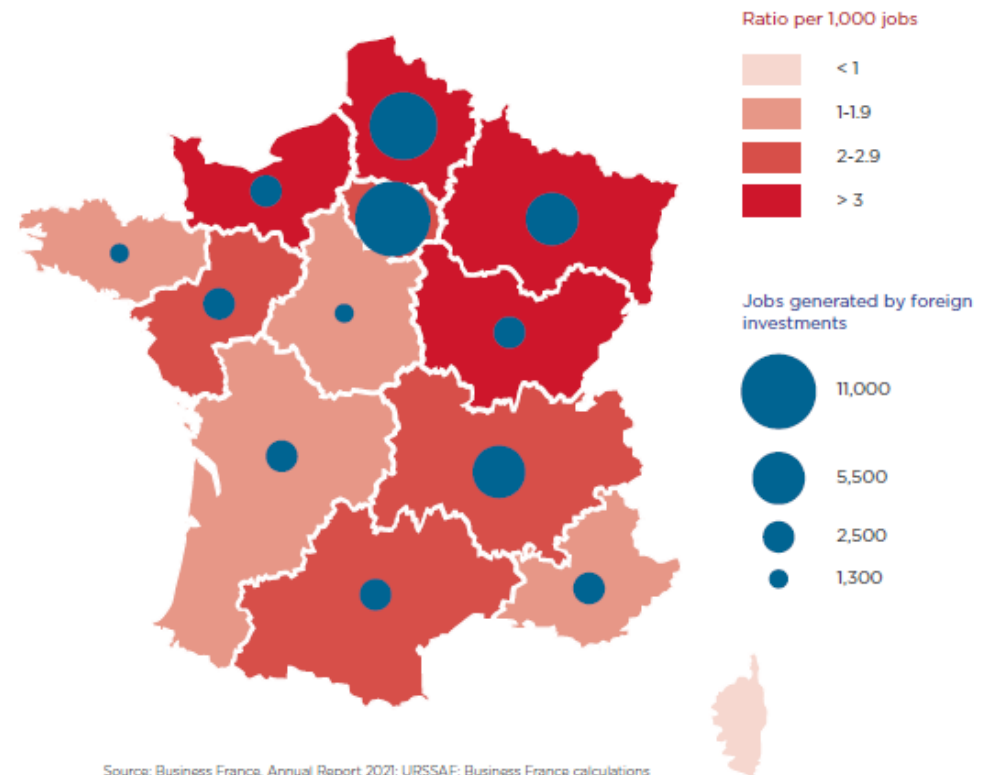 Ratio per 1,000 jobs
< 1
1-1.9
2-2.9
> 3
Jobs generated by foreign
investments
11,000
5,500
2,500
1,300
Source: Business France, Annual Report 2021; URSSAF; Business France calculations